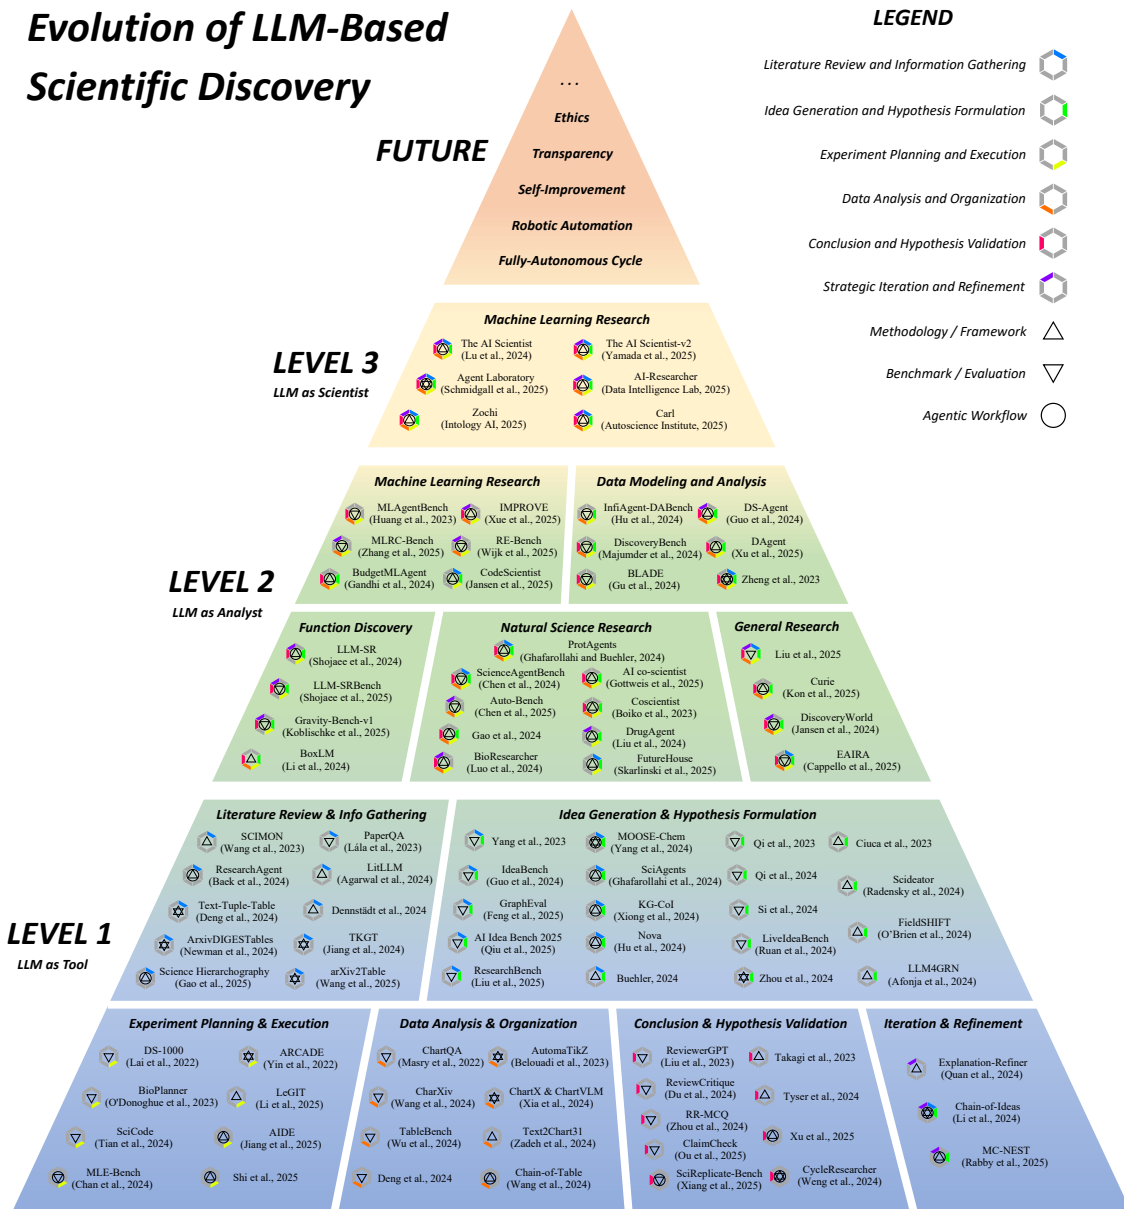 Evolution of LLM-Based
Scientific Discovery
LEGEND
Literature Review and Information Gathering
Idea Generation and Hypothesis Formulation
Experiment Planning and Execution
Data Analysis and Organization
Conclusion and Hypothesis Validation
Strategic Iteration and Refinement
Methodology / Framework
Benchmark / Evaluation
Agentic Workflow
FUTURE
...
Ethics
Transparency
Self-Improvement
Robotic Automation
Fully-Autonomous Cycle
LEVEL 3
LLM as Scientist
Machine Learning Research
The AI Scientist
(Lu et al., 2024)
The AI Scientist-v2
(Yamada et al., 2025)
Agent Laboratory
(Schmidgall et al., 2025)
AI-Researcher
(Data Intelligence Lab, 2025)
Zochi
(Intology AI, 2025)
Carl
(Autoscience Institute, 2025)
LEVEL 2
LLM as Analyst
Machine Learning Research
MLAgentBench
(Huang et al., 2023)
IMPROVE
(Xue et al., 2025)
MLRC-Bench
(Zhang et al., 2025)
RE-Bench
(Wijk et al., 2025)
BudgetMLAgent
(Gandhi et al., 2024)
CodeScientist
(Jansen et al., 2025)
Data Modeling and Analysis
InfiAgent-DABench
(Hu et al., 2024)
DS-Agent
(Guo et al., 2024)
DiscoveryBench
(Majumder et al., 2024)
DAgent
(Xu et al., 2025)
BLADE
(Gu et al., 2024)
Zheng et al., 2023
Function Discovery
LLM-SR
(Shojaee et al., 2024)
LLM-SRBench
(Shojaee et al., 2025)
Gravity-Bench-v1
(Koblischke et al., 2025)
BoxLM
(Li et al., 2024)
Natural Science Research
ProtAgents
(Ghafarollahi and Buehler, 2024)
ScienceAgentBench
(Chen et al., 2024)
AI co-scientist
(Gottweis et al., 2025)
Auto-Bench
(Chen et al., 2025)
Coscientist
(Boiko et al., 2023)
Gao et al., 2024
DrugAgent
(Liu et al., 2024)
BioResearcher
(Luo et al., 2024)
FutureHouse
(Skarlinski et al., 2025)
General Research
Liu et al., 2025
Curie
(Kon et al., 2025)
DiscoveryWorld
(Jansen et al., 2024)
EAIRA
(Cappello et al., 2025)
LEVEL 1
LLM as Tool
Literature Review & Info Gathering
SCIMON
(Wang et al., 2023)
PaperQA
(Lála et al., 2023)
ResearchAgent
(Baek et al., 2024)
LitLLM
(Agarwal et al., 2024)
Text-Tuple-Table
(Deng et al., 2024)
Dennstädt et al., 2024
ArxivDIGESTables
(Newman et al., 2024)
TKGT
(Jiang et al., 2024)
Science Hierarchography
(Gao et al., 2025)
arXiv2Table
(Wang et al., 2025)
Idea Generation & Hypothesis Formulation
Yang et al., 2023
MOOSE-Chem
(Yang et al., 2024)
Qi et al., 2023
Ciuca et al., 2023
IdeaBench
(Guo et al., 2024)
SciAgents
(Ghafarollahi et al., 2024)
Qi et al., 2024
Scideator
(Radensky et al., 2024)
GraphEval
(Feng et al., 2025)
KG-CoI
(Xiong et al., 2024)
Si et al., 2024
FieldSHIFT
(O'Brien et al., 2024)
AI Idea Bench 2025
(Qiu et al., 2025)
Nova
(Hu et al., 2024)
LiveIdeaBench
(Ruan et al., 2024)
LLM4GRN
(Afonja et al., 2024)
ResearchBench
(Liu et al., 2025)
Buehler, 2024
Zhou et al., 2024
Experiment Planning & Execution
DS-1000
(Lai et al., 2022)
ARCADE
(Yin et al., 2022)
BioPlanner
(O'Donoghue et al., 2023)
LeGIT
(Li et al., 2025)
SciCode
(Tian et al., 2024)
AIDE
(Jiang et al., 2025)
MLE-Bench
(Chan et al., 2024)
Shi et al., 2025
Data Analysis & Organization
ChartQA
(Masry et al., 2022)
AutomaTikZ
(Belouadi et al., 2023)
CharXiv
(Wang et al., 2024)
ChartX & ChartVLM
(Xia et al., 2024)
TableBench
(Wu et al., 2024)
Text2Chart31
(Zadeh et al., 2024)
Deng et al., 2024
Chain-of-Table
(Wang et al., 2024)
Conclusion & Hypothesis Validation
ReviewerGPT
(Liu et al., 2023)
Takagi et al., 2023
ReviewCritique
(Du et al., 2024)
Tyser et al., 2024
RR-MCQ
(Zhou et al., 2024)
Xu et al., 2025
ClaimCheck
(Ou et al., 2025)
SciReplicate-Bench
(Xiang et al., 2025)
CycleResearcher
(Weng et al., 2024)
Iteration & Refinement
Explanation-Refiner
(Quan et al., 2024)
Chain-of-Ideas
(Li et al., 2024)
MC-NEST
(Rabby et al., 2025)